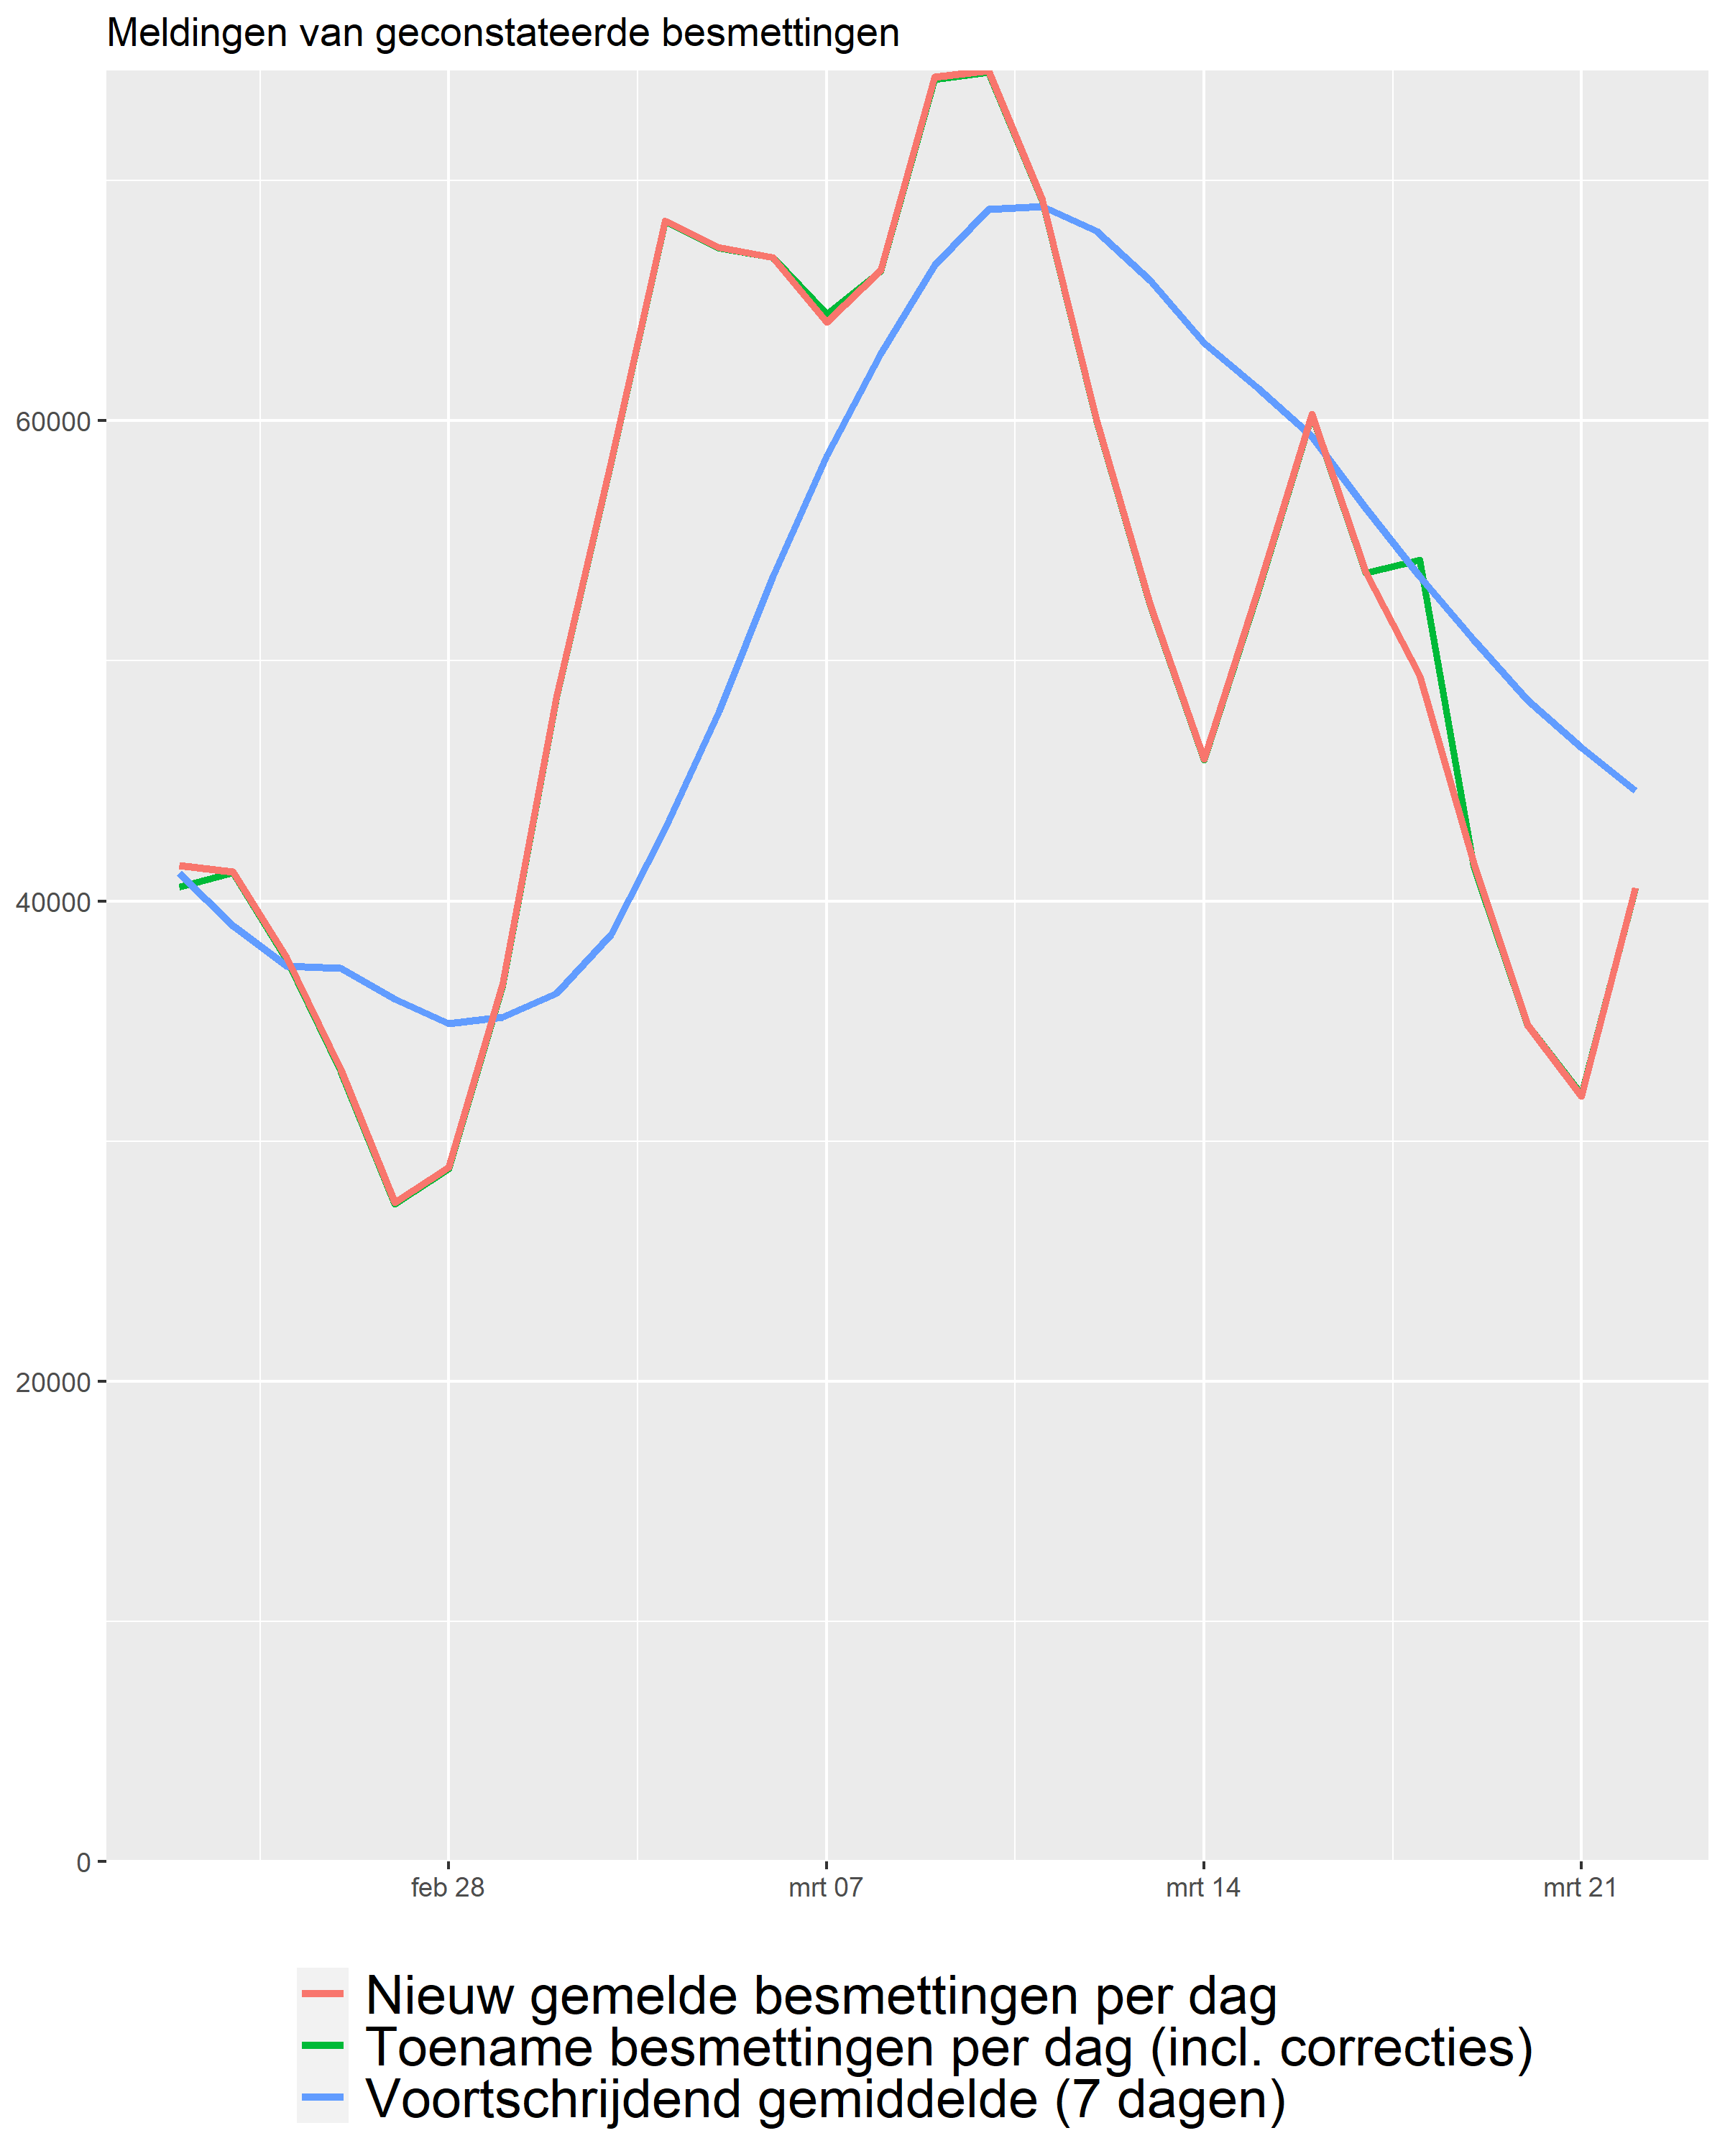 Meldingen van geconstateerde besmettingen
60000
40000
20000
0
feb 28 mrt 07 mrt 14 mrt 21
Nieuw gemelde besmettingen per dag
Toename besmettingen per dag (incl. correcties)
Voortschrijdend gemiddelde (7 dagen)